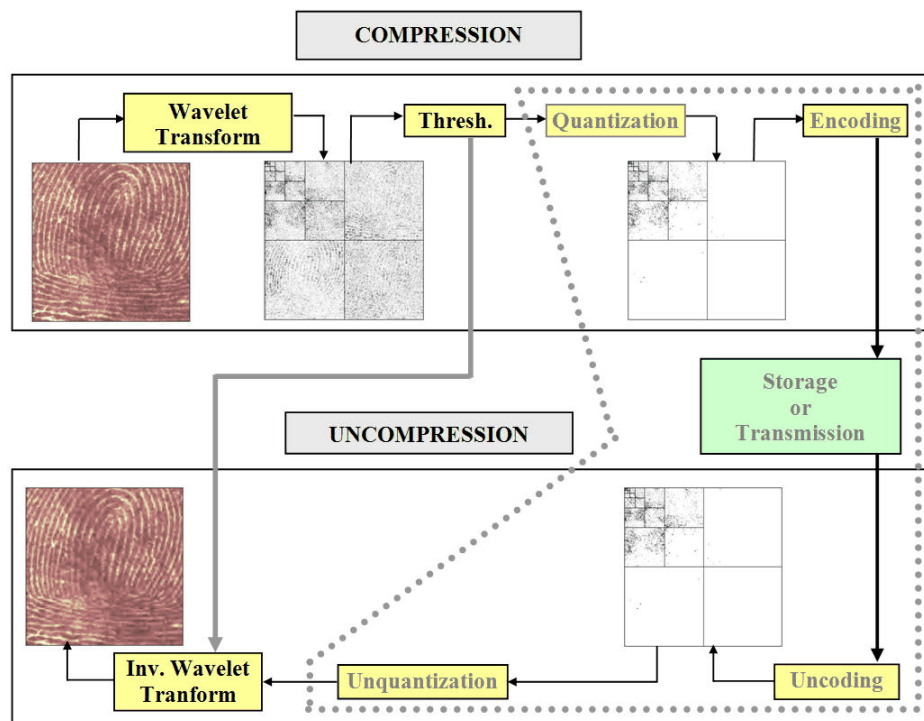 COMPRESSION
Wavelet
Transform
Thresh.
Quantization
Encoding
Storage
or
Transmission
UNCOMPRESSION
Inv. Wavelet
Tranform
Unquantization
Uncoding